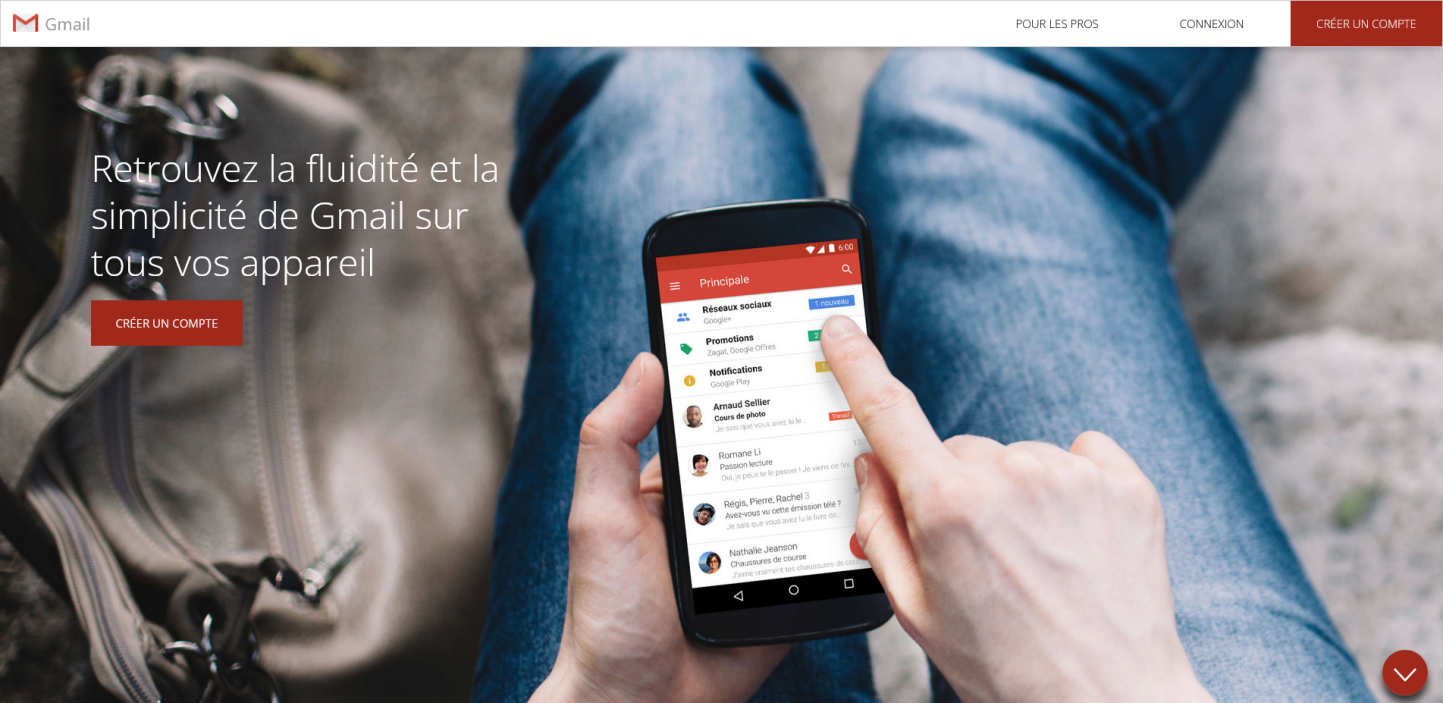 Gmail
POUR LES PROS
CONNEXION
CRÉER UN COMPTE
Retrouvez la fluidité et la
simplicité de Gmail sur
tous vos appareil
CRÉER UN COMPTE
6:00
Principale
Réseaux sociaux
1 nouveau
Google+
Promotions
2
Zagat, Google Offres
Notifications
1
Google Play
Arnaud Sellier
Cours de photo
Travail
Je sais que vous avez lu le...
Romane Li
Passion lecture
Oui, je peux te le passer ! Je viens de fini
Régis, Pierre, Rachel 3
Avez-vous vu cette émission télé ?
Je sais que vous avez lu le livre de...
Nathalie Jeanson
Chaussures de course
J'aime vraiment tes chaussures de